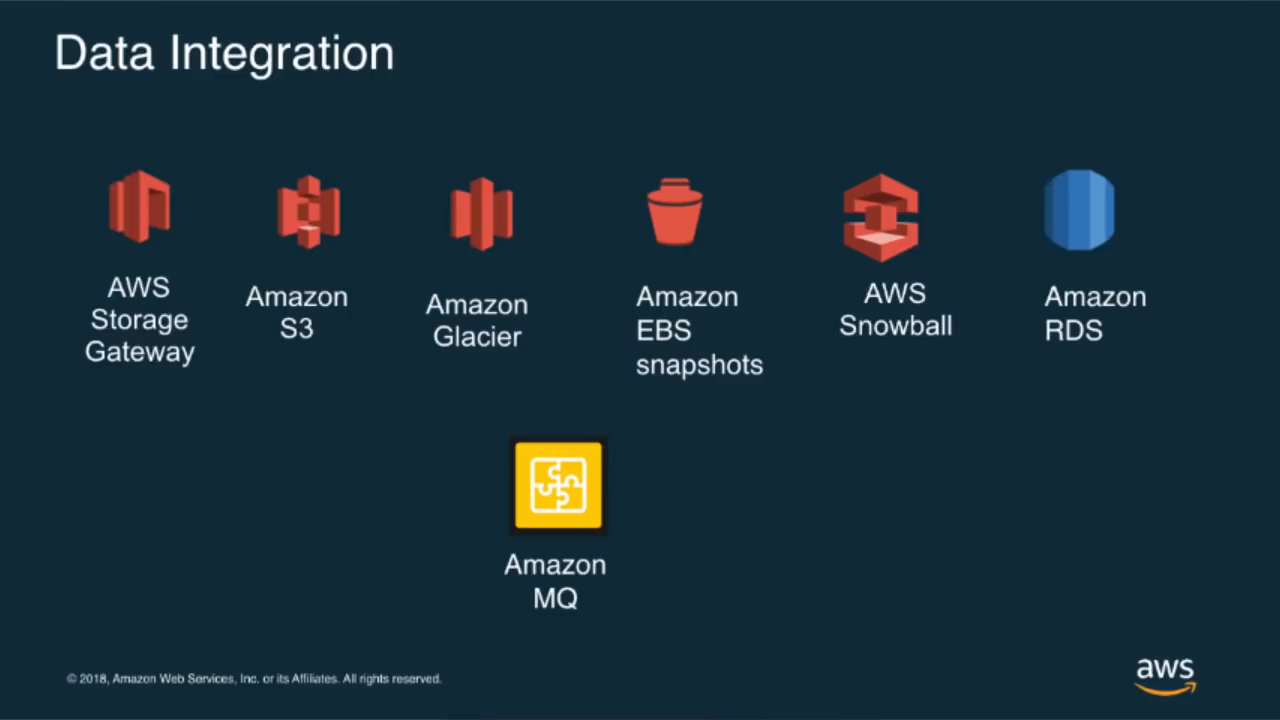 Data Integration
AWS
Storage
Gateway
Amazon
S3
Amazon
Glacier
Amazon
EBS
snapshots
AWS
Snowball
Amazon
RDS
Amazon
MQ
© 2018, Amazon Web Services, Inc. or its Affiliates. All rights reserved.
aws